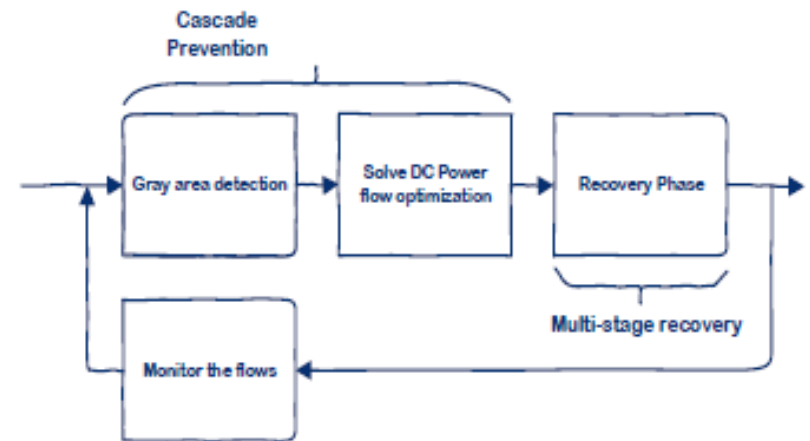 Cascade
Prevention
Gray area detection
Solve DC Power
flow optimization
Recovery Phase
Multi-stage recovery
Monitor the flows